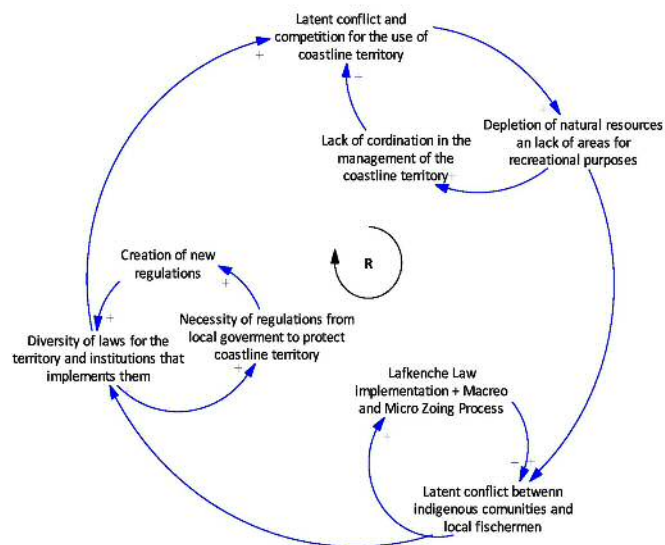 Latent conflict and
competition for the use of
coastline territory
Depletion of natural resources
an lack of areas for
recreational purposes
Lack of cordination in the
management of the
coastline territory
R
Creation of new
regulations
Necessity of regulations from
local goverment to protect
coastline territory
Diversity of laws for the
territory and institutions that
implements them
Lafkenche Law
Implementation + Macreo
and Micro Zoing Process
Latent conflict betwenn
indigenous comunities and
local fischermen